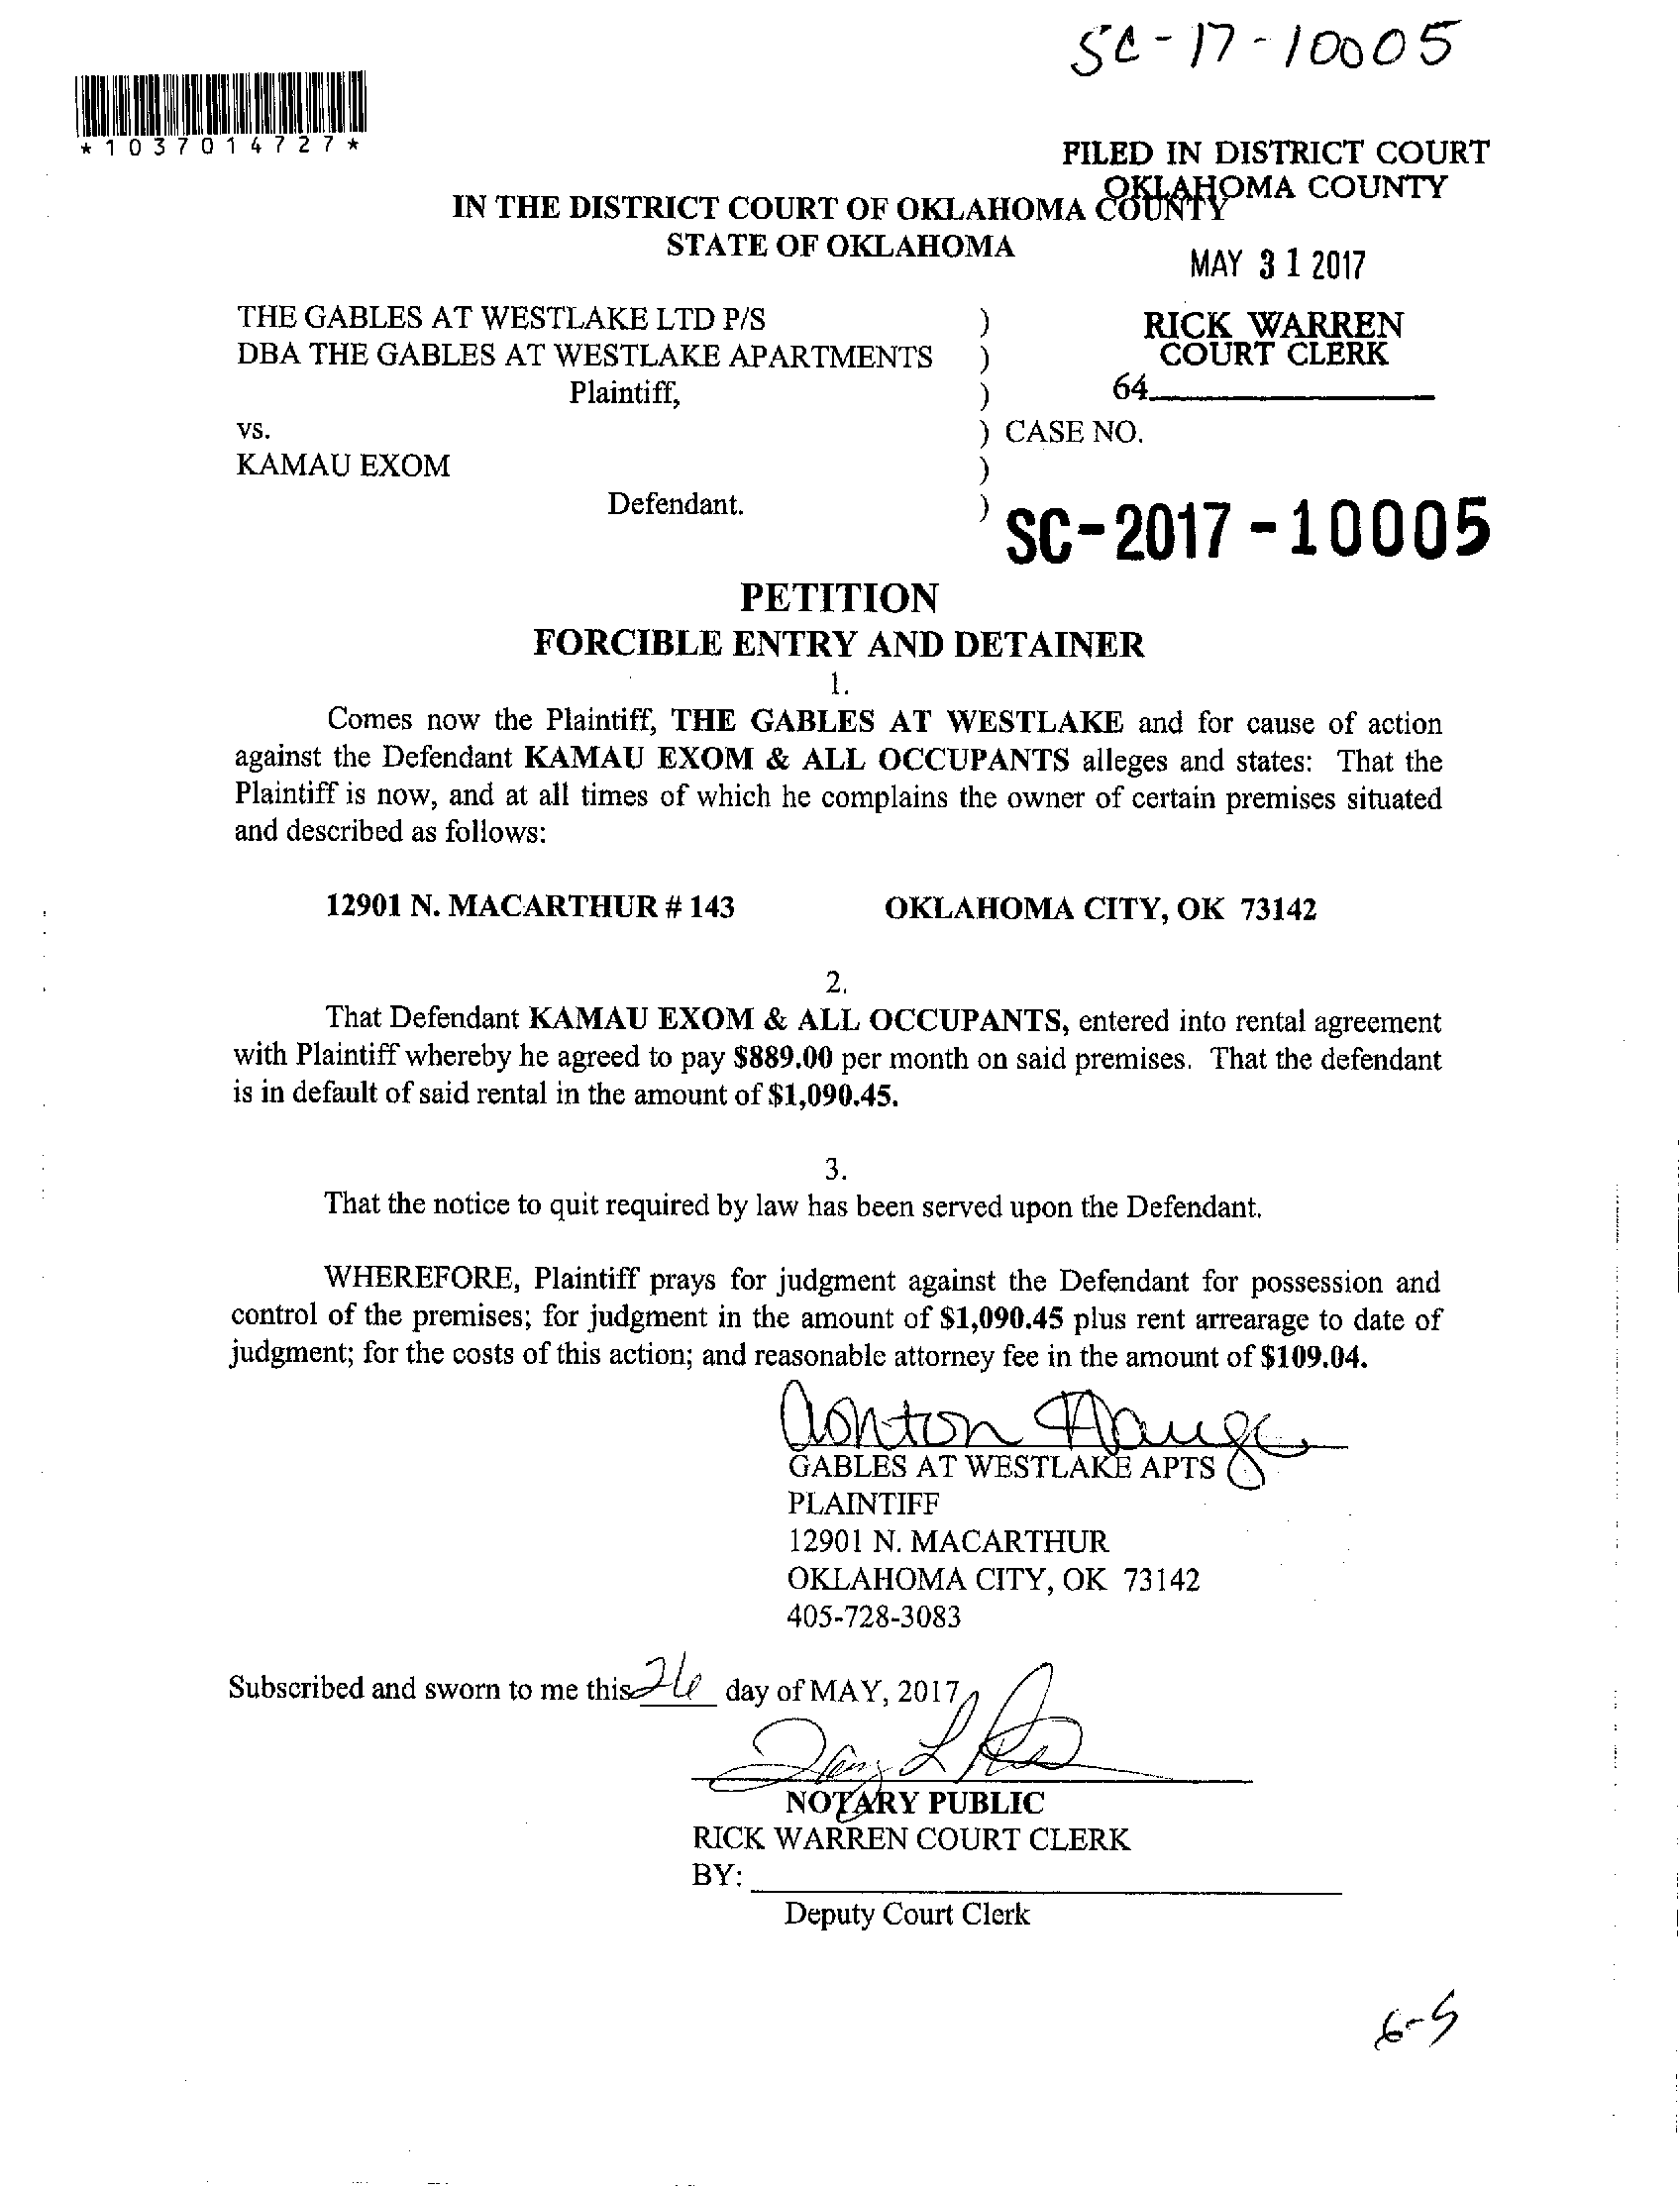 SC-17-10005
*1037014727*
FILED IN DISTRICT COURT
OKLAHOMA COUNTY
IN THE DISTRICT COURT OF OKLAHOMA COUNTY
STATE OF OKLAHOMA
MAY 31 2017
THE GABLES AT WESTLAKE LTD P/S )
RICK WARREN
DBA THE GABLES AT WESTLAKE APARTMENTS )
COURT CLERK
Plaintiff, )
64
vs. ) CASE NO.
KAMAU EXOM )
Defendant. )
SC-2017-10005
PETITION
FORCIBLE ENTRY AND DETAINER
1.
Comes now the Plaintiff, THE GABLES AT WESTLAKE and for cause of action
against the Defendant KAMAU EXOM & ALL OCCUPANTS alleges and states: That the
Plaintiff is now, and at all times of which he complains the owner of certain premises situated
and described as follows:
12901 N. MACARTHUR # 143 OKLAHOMA CITY, OK 73142
2.
That Defendant KAMAU EXOM & ALL OCCUPANTS, entered into rental agreement
with Plaintiff whereby he agreed to pay $889.00 per month on said premises. That the defendant
is in default of said rental in the amount of $1,090.45.
3.
That the notice to quit required by law has been served upon the Defendant.
WHEREFORE, Plaintiff prays for judgment against the Defendant for possession and
control of the premises; for judgment in the amount of $1,090.45 plus rent arrearage to date of
judgment; for the costs of this action; and reasonable attorney fee in the amount of $109.04.
Ashton Hauge
GABLES AT WESTLAKE APTS
PLAINTIFF
12901 N. MACARTHUR
OKLAHOMA CITY, OK 73142
405-728-3083
Subscribed and sworn to me this 26 day of MAY, 2017
NOTARY PUBLIC
RICK WARREN COURT CLERK
BY:
Deputy Court Clerk
6-5